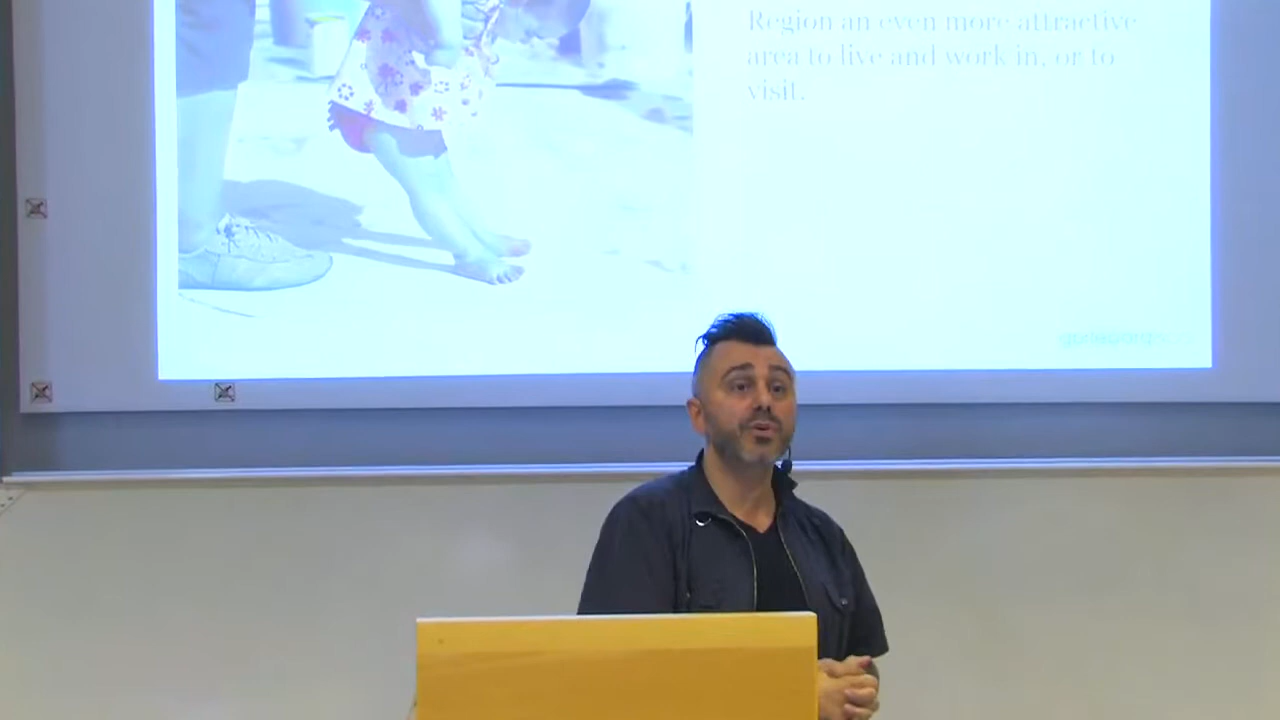 Region an even more attractive
area to live and work in, or to
visit.